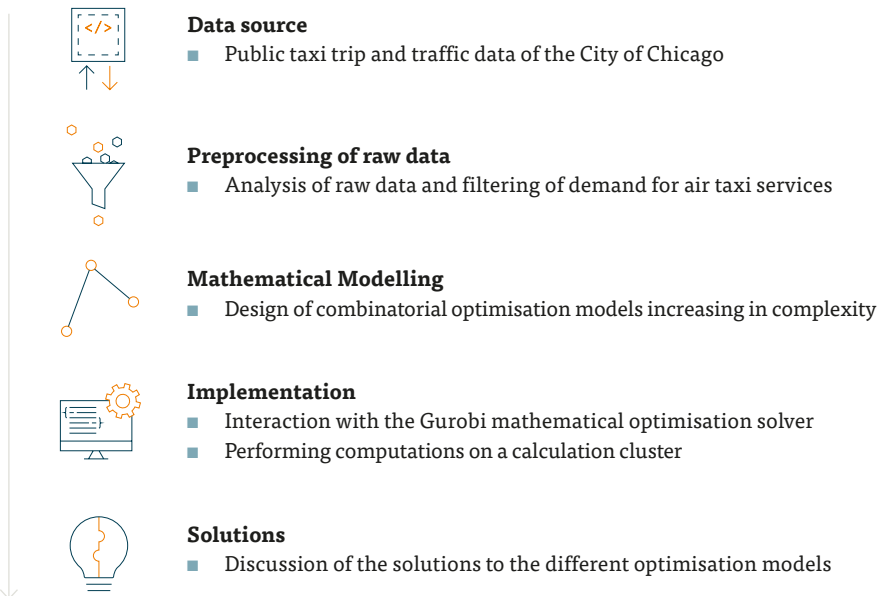 </>
Data source
■ Public taxi trip and traffic data of the City of Chicago
Preprocessing of raw data
■ Analysis of raw data and filtering of demand for air taxi services
Mathematical Modelling
■ Design of combinatorial optimisation models increasing in complexity
Implementation
■ Interaction with the Gurobi mathematical optimisation solver
■ Performing computations on a calculation cluster
Solutions
■ Discussion of the solutions to the different optimisation models